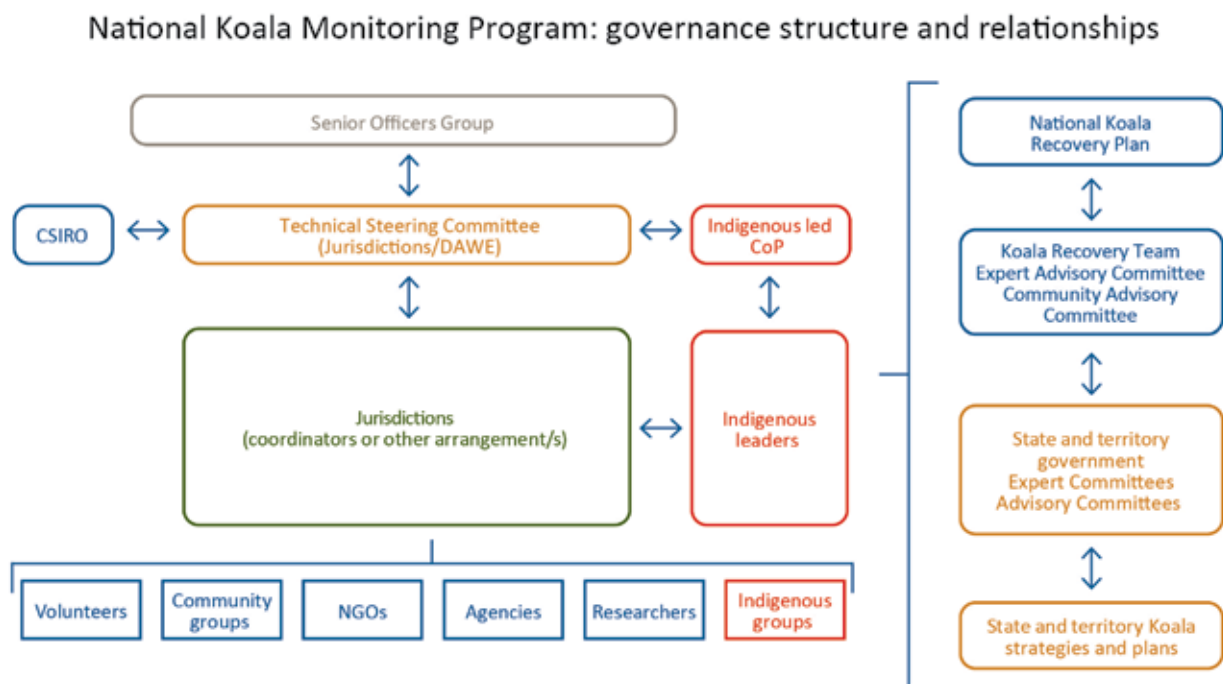 National Koala Monitoring Program: governance structure and relationships
Senior Officers Group
CSIRO
Technical Steering Committee
(Jurisdictions/DAWE)
Indigenous led
CoP
Jurisdictions
(coordinators or other arrangement/s)
Indigenous
leaders
Volunteers
Community
groups
NGOs
Agencies
Researchers
Indigenous
groups
National Koala
Recovery Plan
Koala Recovery Team
Expert Advisory Committee
Community Advisory
Committee
State and territory
government
Expert Committees
Advisory Committees
State and territory Koala
strategies and plans